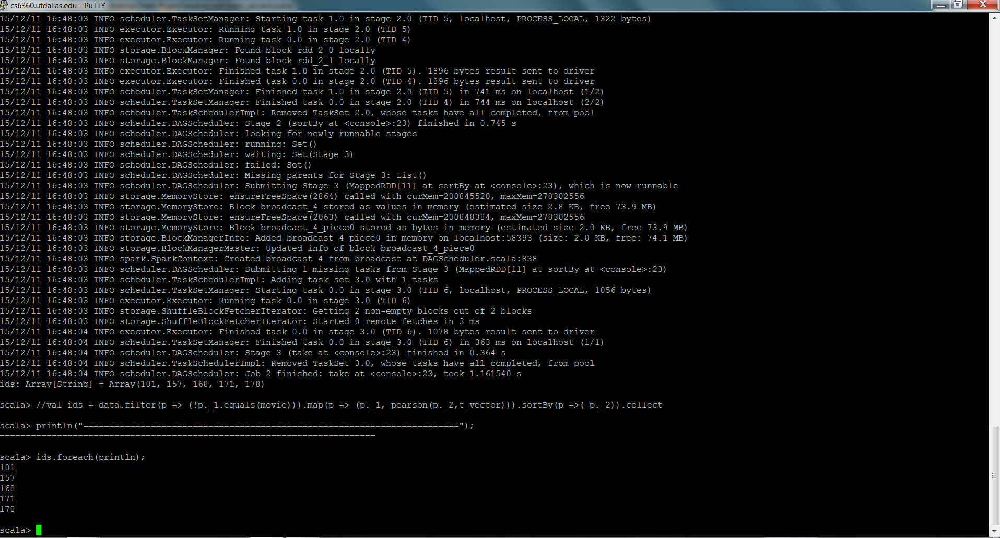 cs6360.utdallas.edu - PuTTY
15/12/11 16:48:03 INFO scheduler.TaskSetManager: Starting task 1.0 in stage 2.0 (TID 5, localhost, PROCESS_LOCAL, 1322 bytes)
15/12/11 16:48:03 INFO executor.Executor: Running task 1.0 in stage 2.0 (TID 5)
15/12/11 16:48:03 INFO executor.Executor: Running task 0.0 in stage 2.0 (TID 4)
15/12/11 16:48:03 INFO storage.BlockManager: Found block rdd_2_0 locally
15/12/11 16:48:03 INFO storage.BlockManager: Found block rdd_2_1 locally
15/12/11 16:48:03 INFO executor.Executor: Finished task 1.0 in stage 2.0 (TID 5). 1896 bytes result sent to driver
15/12/11 16:48:03 INFO executor.Executor: Finished task 0.0 in stage 2.0 (TID 4). 1896 bytes result sent to driver
15/12/11 16:48:03 INFO scheduler.TaskSetManager: Finished task 1.0 in stage 2.0 (TID 5) in 741 ms on localhost (1/2)
15/12/11 16:48:03 INFO scheduler.TaskSetManager: Finished task 0.0 in stage 2.0 (TID 4) in 744 ms on localhost (2/2)
15/12/11 16:48:03 INFO scheduler.TaskSchedulerImpl: Removed TaskSet 2.0, whose tasks have all completed, from pool
15/12/11 16:48:03 INFO scheduler.DAGScheduler: Stage 2 (sortBy at <console>:23) finished in 0.745 s
15/12/11 16:48:03 INFO scheduler.DAGScheduler: looking for newly runnable stages
15/12/11 16:48:03 INFO scheduler.DAGScheduler: running: Set()
15/12/11 16:48:03 INFO scheduler.DAGScheduler: waiting: Set(Stage 3)
15/12/11 16:48:03 INFO scheduler.DAGScheduler: failed: Set()
15/12/11 16:48:03 INFO scheduler.DAGScheduler: Missing parents for Stage 3: List()
15/12/11 16:48:03 INFO scheduler.DAGScheduler: Submitting Stage 3 (MappedRDD[11] at sortBy at <console>:23), which is now runnable
15/12/11 16:48:03 INFO storage.MemoryStore: ensureFreeSpace(2864) called with curMem=200845520, maxMem=278302556
15/12/11 16:48:03 INFO storage.MemoryStore: Block broadcast_4 stored as values in memory (estimated size 2.8 KB, free 73.9 MB)
15/12/11 16:48:03 INFO storage.MemoryStore: ensureFreeSpace(2063) called with curMem=200848384, maxMem=278302556
15/12/11 16:48:03 INFO storage.MemoryStore: Block broadcast_4_piece0 stored as bytes in memory (estimated size 2.0 KB, free 73.9 MB)
15/12/11 16:48:03 INFO storage.BlockManagerInfo: Added broadcast_4_piece0 in memory on localhost:58393 (size: 2.0 KB, free: 74.1 MB)
15/12/11 16:48:03 INFO storage.BlockManagerMaster: Updated info of block broadcast_4_piece0
15/12/11 16:48:03 INFO spark.SparkContext: Created broadcast 4 from broadcast at DAGScheduler.scala:838
15/12/11 16:48:03 INFO scheduler.DAGScheduler: Submitting 1 missing tasks from Stage 3 (MappedRDD[11] at sortBy at <console>:23)
15/12/11 16:48:03 INFO scheduler.TaskSchedulerImpl: Adding task set 3.0 with 1 tasks
15/12/11 16:48:03 INFO scheduler.TaskSetManager: Starting task 0.0 in stage 3.0 (TID 6, localhost, PROCESS_LOCAL, 1056 bytes)
15/12/11 16:48:03 INFO executor.Executor: Running task 0.0 in stage 3.0 (TID 6)
15/12/11 16:48:03 INFO storage.ShuffleBlockFetcherIterator: Getting 2 non-empty blocks out of 2 blocks
15/12/11 16:48:03 INFO storage.ShuffleBlockFetcherIterator: Started 0 remote fetches in 3 ms
15/12/11 16:48:04 INFO executor.Executor: Finished task 0.0 in stage 3.0 (TID 6). 1078 bytes result sent to driver
15/12/11 16:48:04 INFO scheduler.TaskSetManager: Finished task 0.0 in stage 3.0 (TID 6) in 363 ms on localhost (1/1)
15/12/11 16:48:04 INFO scheduler.DAGScheduler: Stage 3 (take at <console>:23) finished in 0.364 s
15/12/11 16:48:04 INFO scheduler.TaskSchedulerImpl: Removed TaskSet 3.0, whose tasks have all completed, from pool
15/12/11 16:48:04 INFO scheduler.DAGScheduler: Job 2 finished: take at <console>:23, took 1.161540 s
ids: Array[String] = Array(101, 157, 168, 171, 178)
scala> //val ids = data.filter(p => (!p._1.equals(movie))).map(p => (p._1, pearson(p._2,t_vector))).sortBy(p =>(-p._2)).collect
scala> println("========================================================================");
========================================================================
scala> ids.foreach(println);
101
157
168
171
178
scala>